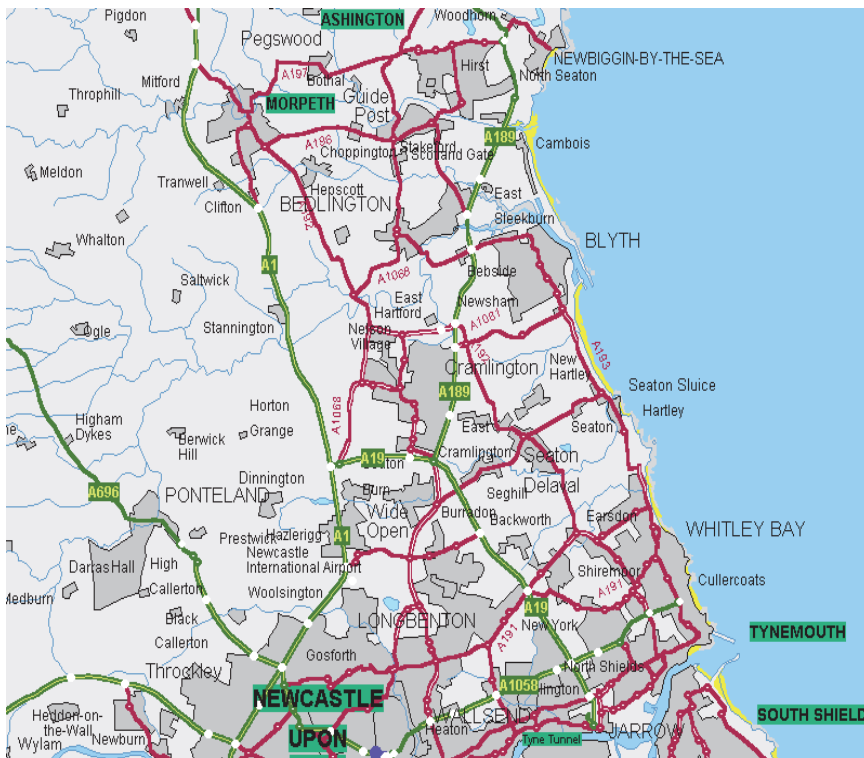 Pigdon
ASHINGTON
Woodhorn
Pegswood
NEWBIGGIN-BY-THE-SEA
Hirst
Mitford
A197
Bothal
North Seaton
Throphill
MORPETH
Guide
Post
A189
A196
Choppington
Stakeford
Scotland Gate
Cambois
Meldon
Tranwell
Hepscott
East
Sleekburn
Clifton
BEDLINGTON
Whalton
BLYTH
A1
A1068
Bebside
Saltwick
East
Hartford
Newsham
Stannington
A1081
Ogle
Nelson
Village
A193
Cramlington
New
Hartley
A189
Seaton Sluice
Hartley
Horton
A1068
Higham
Dykes
Berwick
Hill
Grange
East
Cramlington
Seaton
A19
Seaton
Delaval
Dinnington
A696
PONTELAND
Burn
Seghill
Wide
Open
Burradon
Backworth
Earsdon
WHITLEY BAY
Prestwick
Hazlerigg
A1
Newcastle
International Airport
Darras Hall
High
Callerton
Woolsington
Shirempor
A191
Cullercoats
Medburn
A19
Black
Callerton
LONGBENTON
New York
A191
TYNEMOUTH
Throckley
Gosforth
North Shields
A1058
llington
NEWCASTLE
UPON
Heddon-on-
the-Wall
Wylam
Newburn
WALLSEND
Heaton
JARROW
Tyne Tunnel
SOUTH SHIELD